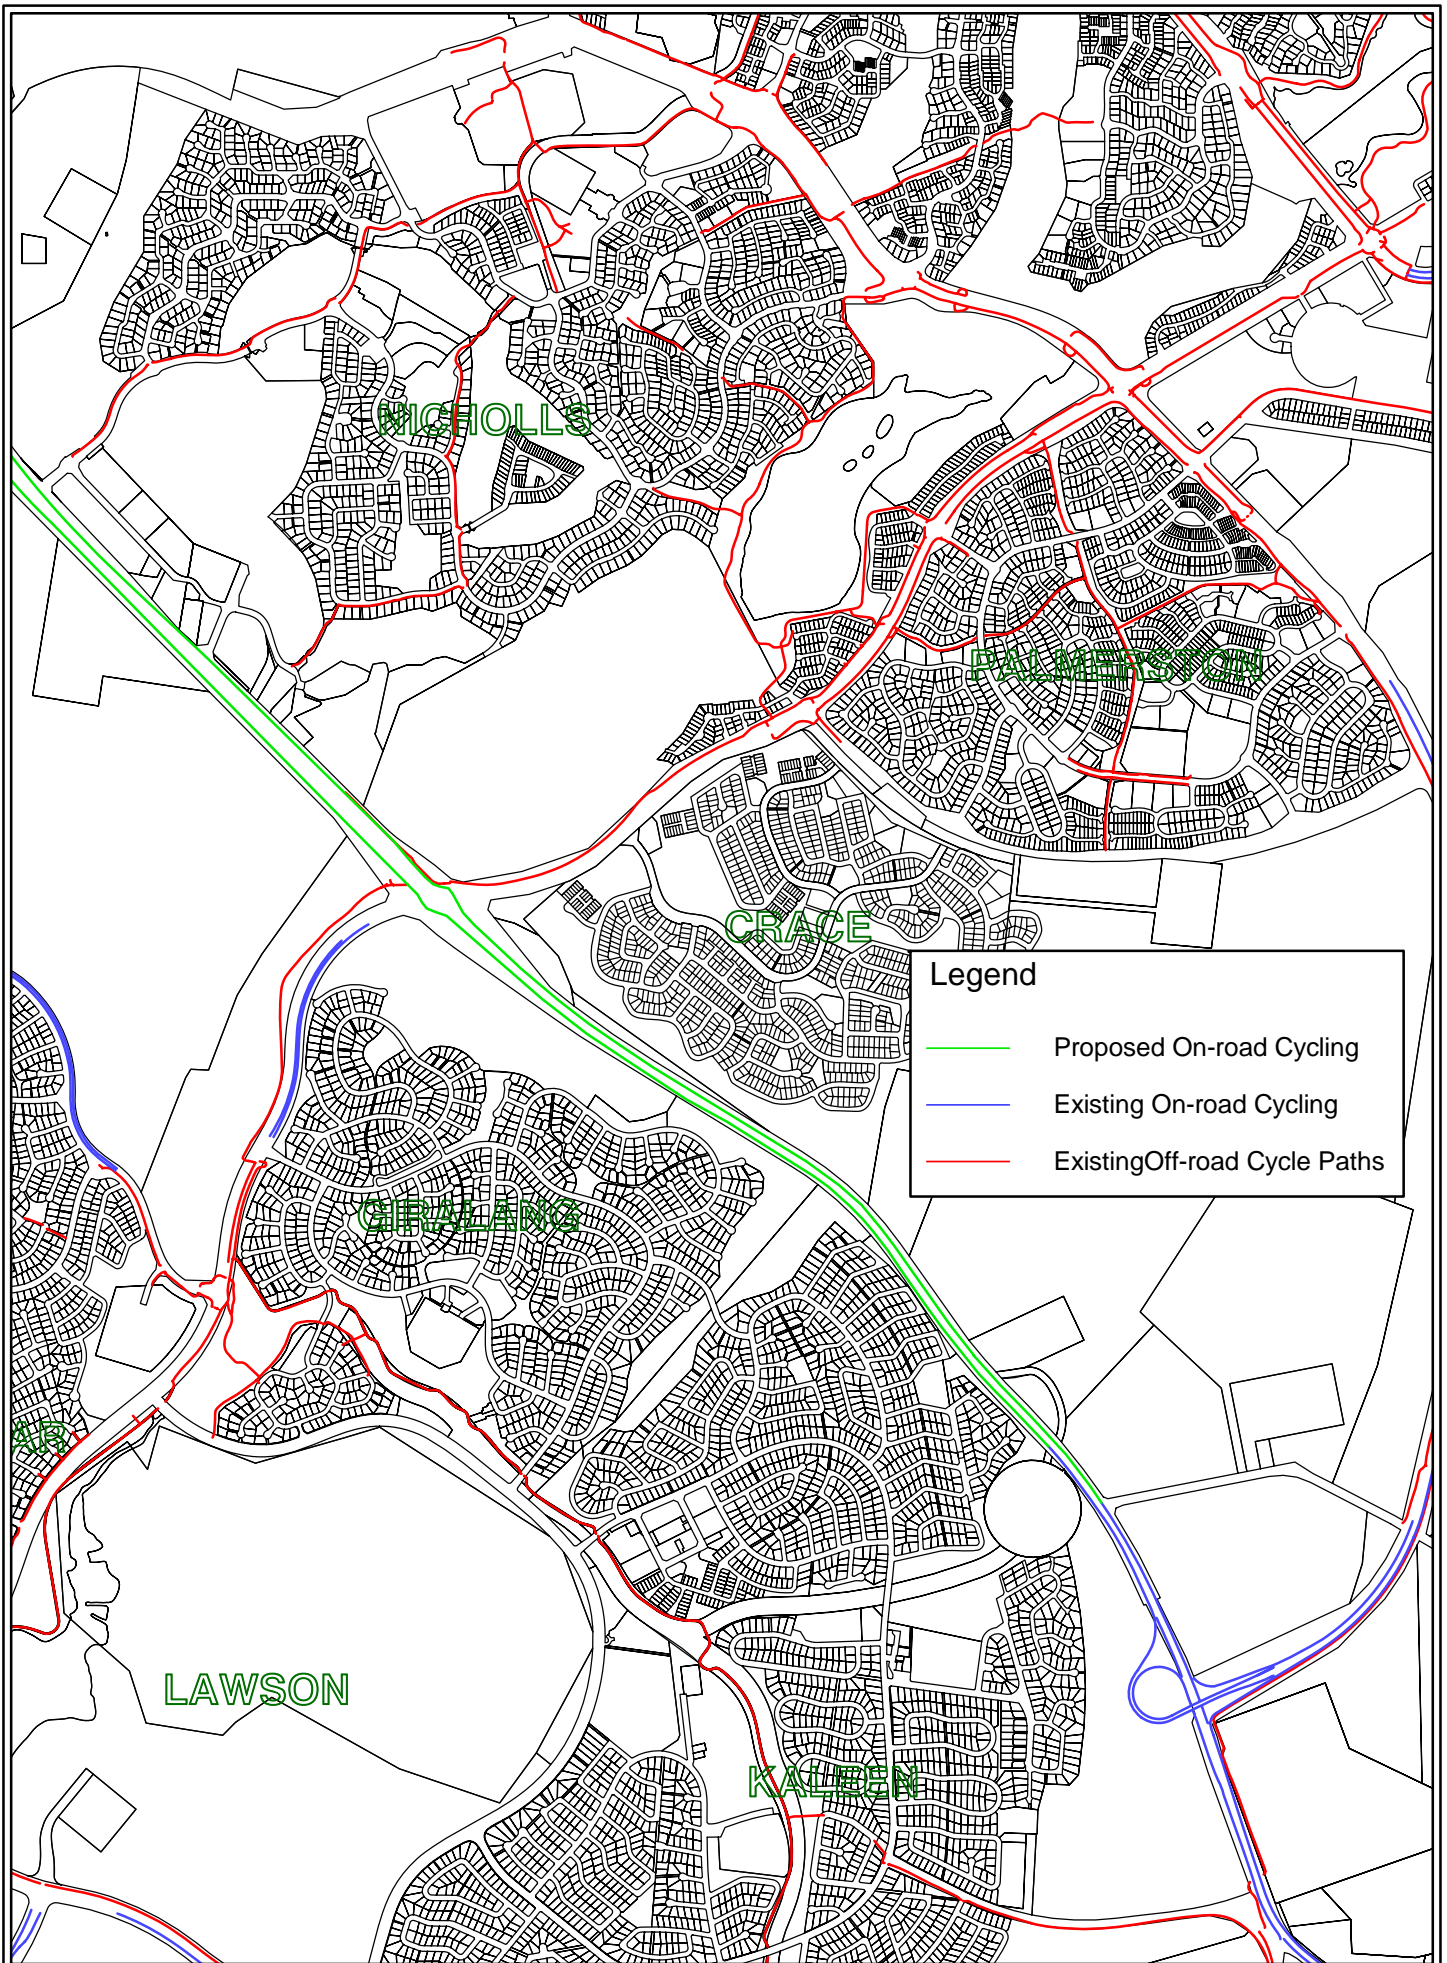 NICHOLLS
PALMERSTON
CRACE
Legend
Proposed On-road Cycling
Existing On-road Cycling
ExistingOff-road Cycle Paths
GIRALANG
AR
LAWSON
KALEEN